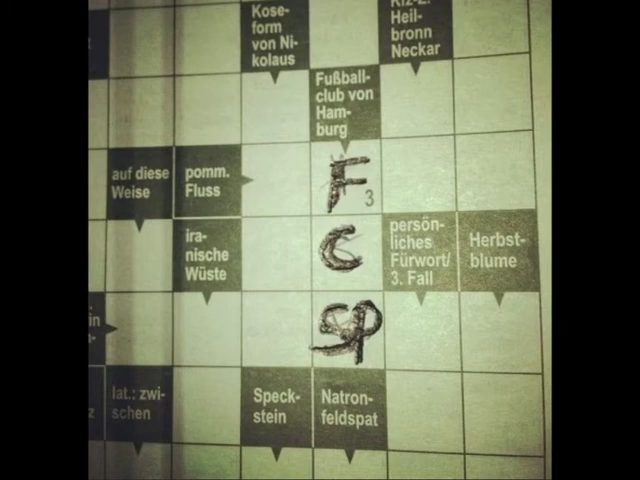 Kose-
form
von Ni-
kolaus
Kfz-Z.
Heil-
bronn
Neckar
Fußball-
club von
Ham-
burg
auf diese
Weise
pomm.
Fluss
F
3
ira-
nische
Wüste
C
persön-
liches
Fürwort/
3. Fall
Herbst-
blume
in
SP
lat.: zwi-
schen
Speck-
stein
Natron-
feldspat
z